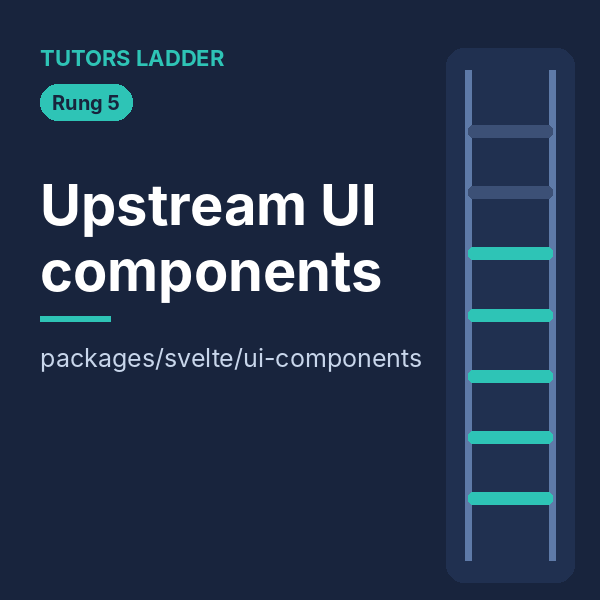 TUTORS LADDER
Rung 5
Upstream UI
components
packages/svelte/ui-components